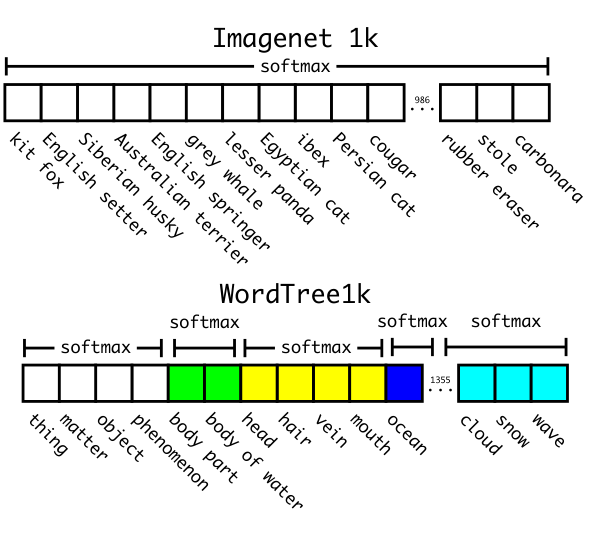 Imagenet 1k
softmax
986
...
kit fox
English setter
Siberian husky
Australian terrier
English springer
grey whale
lesser panda
Egyptian cat
ibex
Persian cat
cougar
rubber eraser
stole
carbonara
WordTree1k
softmax
softmax
softmax
softmax
softmax
1355
...
thing
matter
object
phenomenon
body part
body of water
head
hair
vein
mouth
ocean
cloud
snow
wave